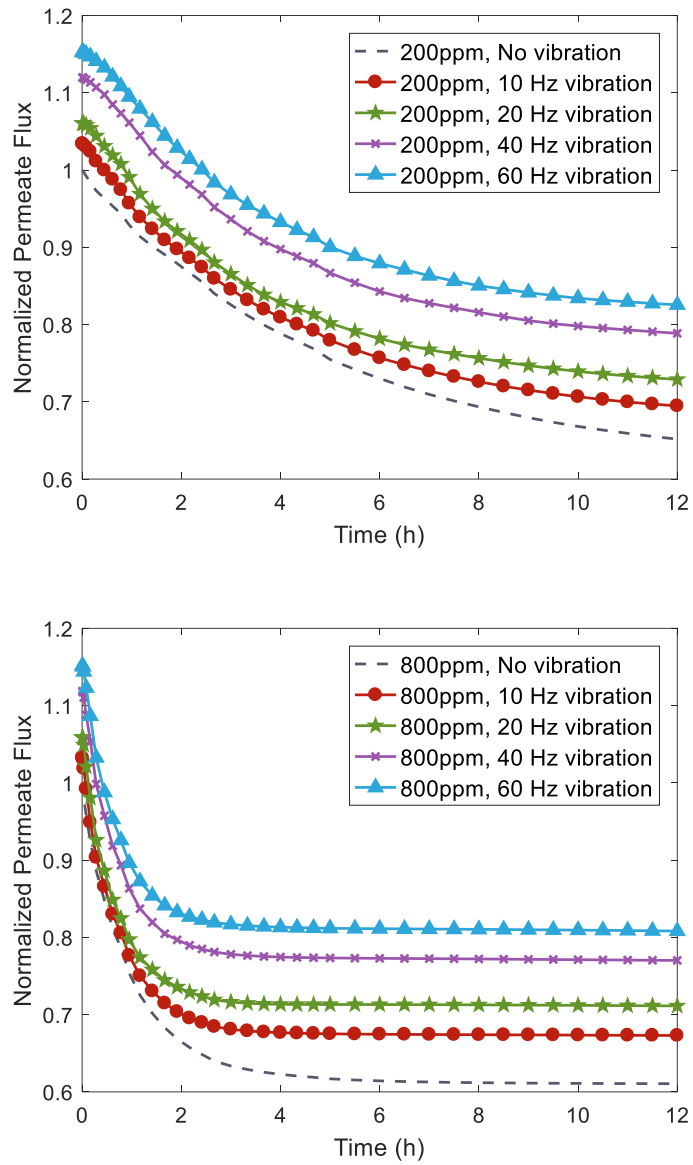 1.2
1.1
1
0.9
0.8
0.7
0.6
Normalized Permeate Flux
200ppm, No vibration
200ppm, 10 Hz vibration
200ppm, 20 Hz vibration
200ppm, 40 Hz vibration
200ppm, 60 Hz vibration
0 2 4 6 8 10 12
Time (h)
1.2
1.1
1
0.9
0.8
0.7
0.6
Normalized Permeate Flux
800ppm, No vibration
800ppm, 10 Hz vibration
800ppm, 20 Hz vibration
800ppm, 40 Hz vibration
800ppm, 60 Hz vibration
0 2 4 6 8 10 12
Time (h)